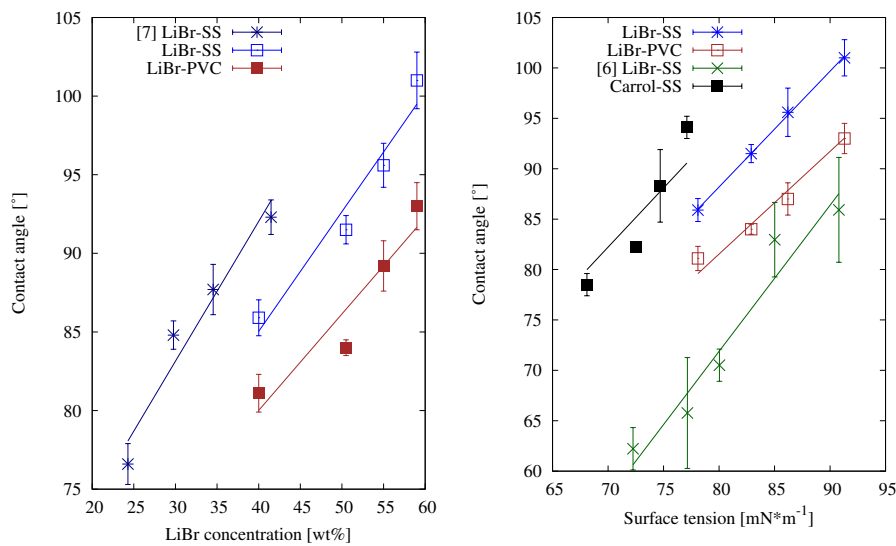 [7] LiBr-SS
LiBr-SS
LiBr-PVC
105
100
95
90
85
80
75
20 25 30 35 40 45 50 55 60
Contact angle [°]
LiBr concentration [wt%]
LiBr-SS
LiBr-PVC
[6] LiBr-SS
Carrol-SS
105
100
95
90
85
80
75
70
65
60
65 70 75 80 85 90 95
Contact angle [°]
Surface tension [mN*m-1]